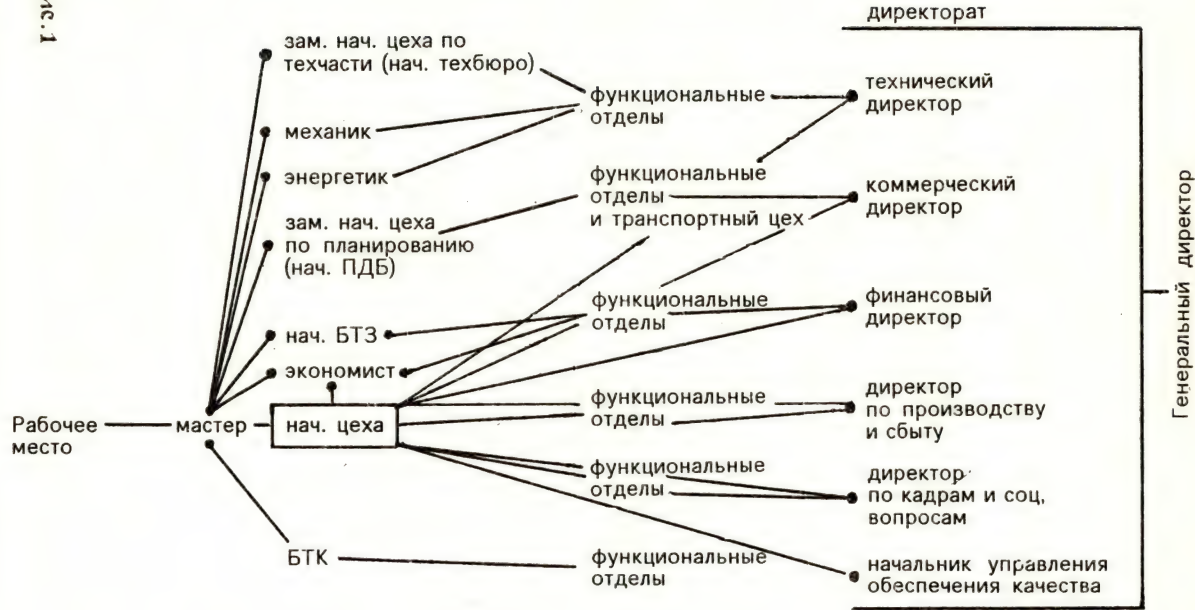 ис. 1
директорат
зам. нач. цеха по
техчасти (нач. техбюро)
механик
энергетик
зам. нач. цеха
по планированию
(нач. ПДБ)
нач. БТЗ
экономист
Рабочее
место
мастер
нач. цеха
БТК
функциональные
отделы
функциональные
отделы
и транспортный цех
функциональные
отделы
функциональные
отделы
функциональные
отделы
функциональные
отделы
технический
директор
коммерческий
директор
финансовый
директор
директор
по производству
и сбыту
директор
по кадрам и соц,
вопросам
начальник управления
обеспечения качества
Генеральный директор